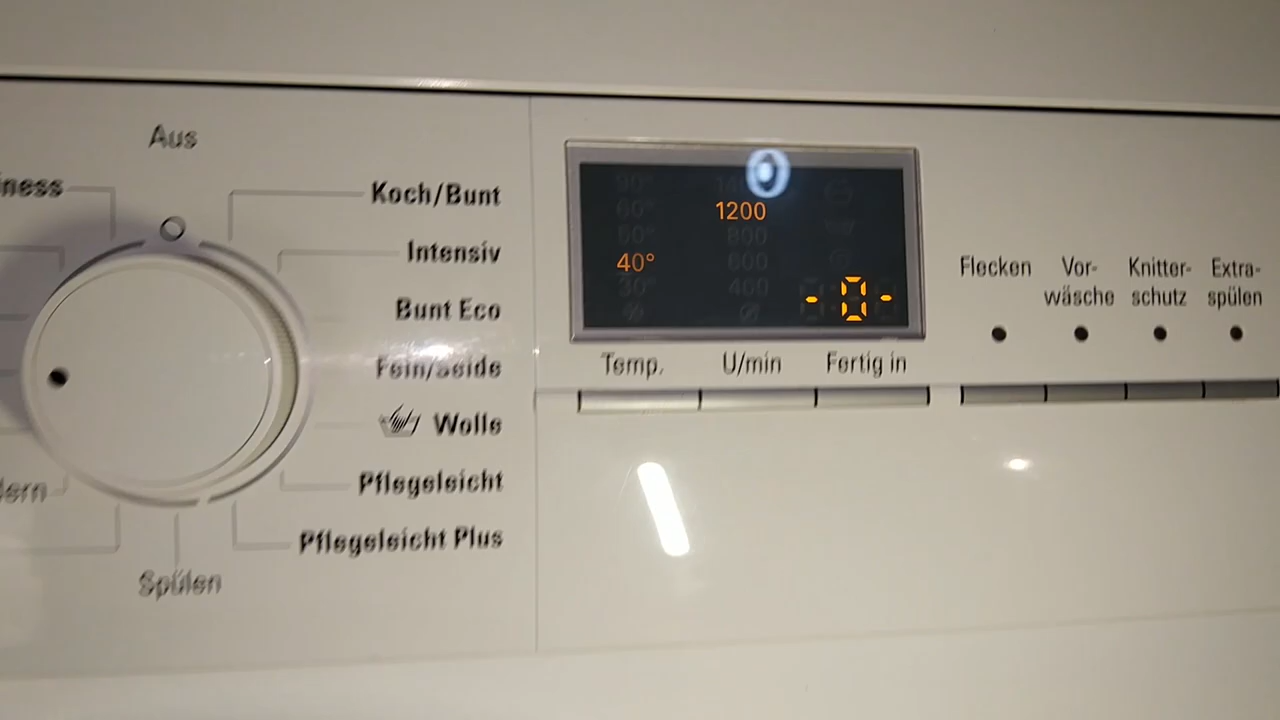 Aus
Koch/Bunt
Intensiv
Bunt Eco
Fein/Seide
Wolle
Pflegeleicht
Pflegeleicht Plus
Spülen
1200
800
600
400
40°
30°
90°
60°
-0-
Temp.
U/min
Fertig in
Flecken
Vor-
wäsche
Knitter-
schutz
Extra-
spülen